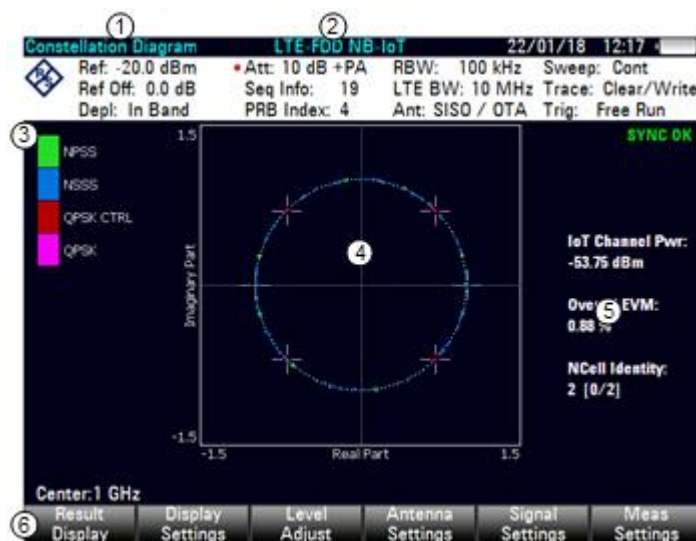 1 2
Constellation Diagram LTE-FDD NB-IoT 22/01/18 12:17
Ref: -20.0 dBm • Att: 10 dB +PA RBW: 100 kHz Sweep: Cont
Ref Off: 0.0 dB Seq Info: 19 LTE BW: 10 MHz Trace: Clear/Write
Depl: In Band PRB Index: 4 Ant: SISO / OTA Trig: Free Run
3
1.5
SYNC OK
NPSS
NSSS
QPSK CTRL
QPSK
Imaginary Part
4
IoT Channel Pwr:
-53.75 dBm
EVM:
5
0.88 %
NCell Identity:
2 [0/2]
-1.5
-1.5 Real Part 1.5
Center:1 GHz
6
Result Display Level Antenna Signal Meas
Display Settings Adjust Settings Settings Settings